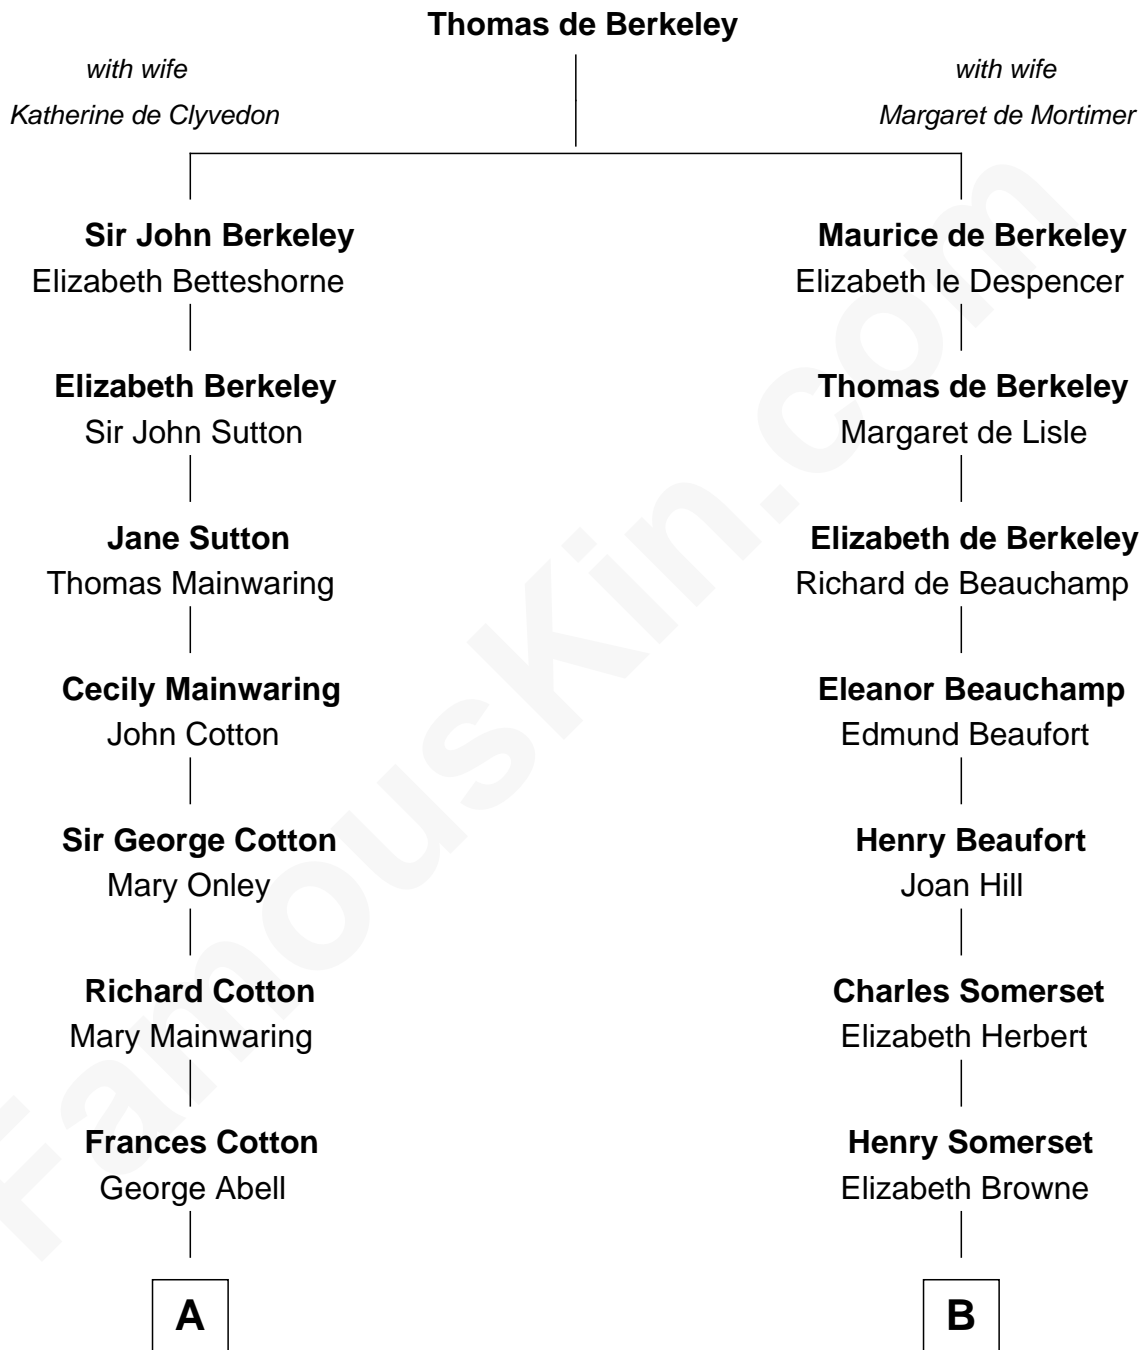 Thomas de Berkeley
with wife
Katherine de Clyvedon
with wife
Margaret de Mortimer
Sir John Berkeley
Elizabeth Betteshorne
Maurice de Berkeley
Elizabeth le Despencer
Elizabeth Berkeley
Sir John Sutton
Thomas de Berkeley
Margaret de Lisle
Jane Sutton
Thomas Mainwaring
Elizabeth de Berkeley
Richard de Beauchamp
Cecily Mainwaring
John Cotton
Eleanor Beauchamp
Edmund Beaufort
Sir George Cotton
Mary Onley
Henry Beaufort
Joan Hill
Richard Cotton
Mary Mainwaring
Charles Somerset
Elizabeth Herbert
Frances Cotton
George Abell
Henry Somerset
Elizabeth Browne
A
B
FamousKin.com